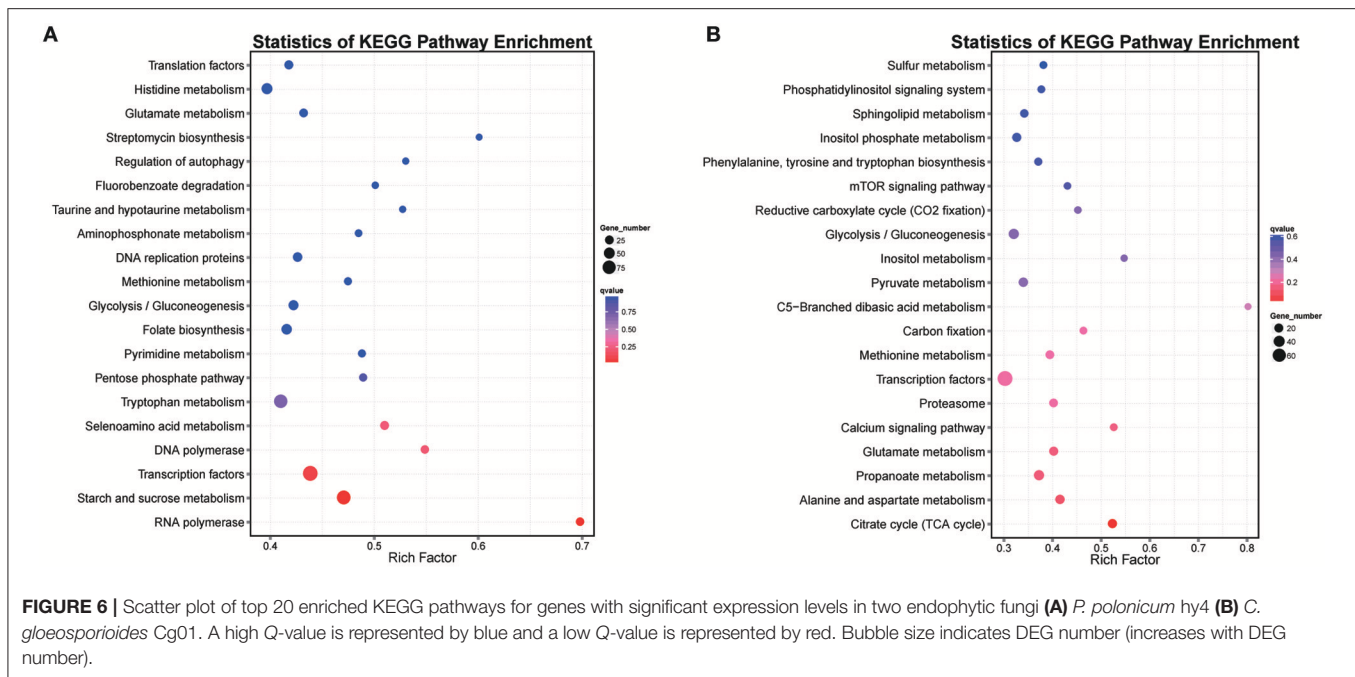 A
Statistics of KEGG Pathway Enrichment
Translation factors
Histidine metabolism
Glutamate metabolism
Streptomycin biosynthesis
Regulation of autophagy
Fluorobenzoate degradation
Taurine and hypotaurine metabolism
Aminophosphonate metabolism
DNA replication proteins
Methionine metabolism
Glycolysis / Gluconeogenesis
Folate biosynthesis
Pyrimidine metabolism
Pentose phosphate pathway
Tryptophan metabolism
Selenoamino acid metabolism
DNA polymerase
Transcription factors
Starch and sucrose metabolism
RNA polymerase
0.4 0.5 0.6 0.7
Rich Factor
Gene_number
25
50
75
qvalue
0.75
0.50
0.25
B
Statistics of KEGG Pathway Enrichment
Sulfur metabolism
Phosphatidylinositol signaling system
Sphingolipid metabolism
Inositol phosphate metabolism
Phenylalanine, tyrosine and tryptophan biosynthesis
mTOR signaling pathway
Reductive carboxylate cycle (CO2 fixation)
Glycolysis / Gluconeogenesis
Inositol metabolism
Pyruvate metabolism
C5−Branched dibasic acid metabolism
Carbon fixation
Methionine metabolism
Transcription factors
Proteasome
Calcium signaling pathway
Glutamate metabolism
Propanoate metabolism
Alanine and aspartate metabolism
Citrate cycle (TCA cycle)
0.3 0.4 0.5 0.6 0.7 0.8
Rich Factor
qvalue
0.6
0.4
0.2
Gene_number
20
40
60
FIGURE 6 | Scatter plot of top 20 enriched KEGG pathways for genes with significant expression levels in two endophytic fungi (A) P. polonicum hy4 (B) C.
gloeosporioides Cg01. A high Q-value is represented by blue and a low Q-value is represented by red. Bubble size indicates DEG number (increases with DEG
number).